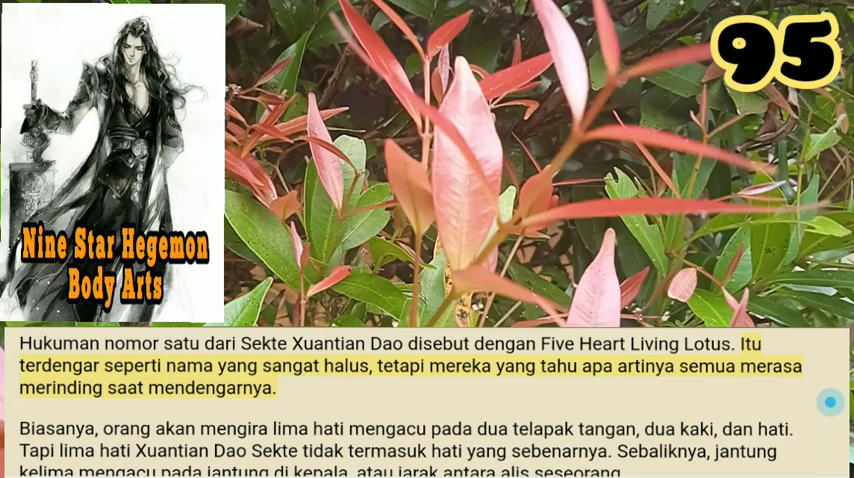 95
Nine Star Hegemon
Body Arts
Hukuman nomor satu dari Sekte Xuantian Dao disebut dengan Five Heart Living Lotus. Itu
terdengar seperti nama yang sangat halus, tetapi mereka yang tahu apa artinya semua merasa
merinding saat mendengarnya.
Biasanya, orang akan mengira lima hati mengacu pada dua telapak tangan, dua kaki, dan hati.
Tapi lima hati Xuantian Dao Sekte tidak termasuk hati yang sebenarnya. Sebaliknya, jantung
kelima mengacu pada jantung di kepala, atau jarak antara alis seseorang.